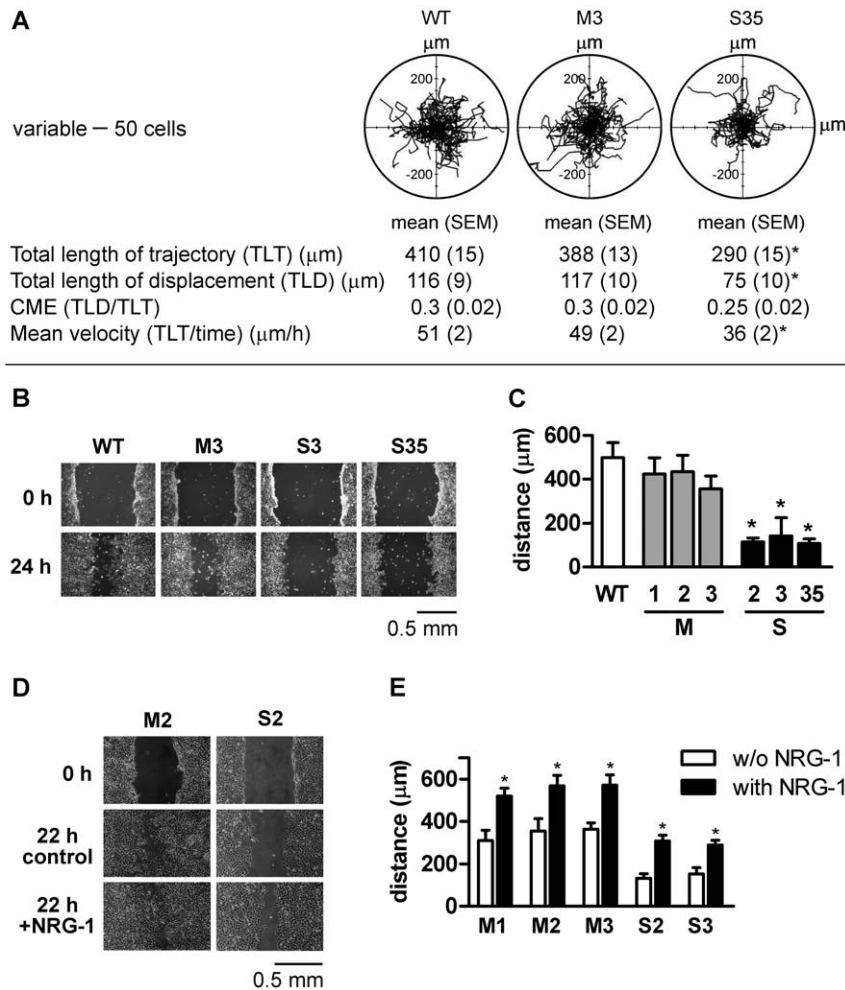 A
WT M3 S35
μm μm μm
200 200 200
variable — 50 cells
μm
-200 -200 -200
mean (SEM) mean (SEM) mean (SEM)
Total length of trajectory (TLT) (μm) 410 (15) 388 (13) 290 (15)*
Total length of displacement (TLD) (μm) 116 (9) 117 (10) 75 (10)*
CME (TLD/TLT) 0.3 (0.02) 0.3 (0.02) 0.25 (0.02)
Mean velocity (TLT/time) (μm/h) 51 (2) 49 (2) 36 (2)*
B
WT M3 S3 S35
0 h
24 h
0.5 mm
C
distance (μm)
600
400
200
0
* * *
WT 1 2 3 2 3 35
M S
D
M2 S2
0 h
22 h
control
22 h
+NRG-1
0.5 mm
E
distance (μm)
600
400
200
0
* * * * *
w/o NRG-1
with NRG-1
M1 M2 M3 S2 S3